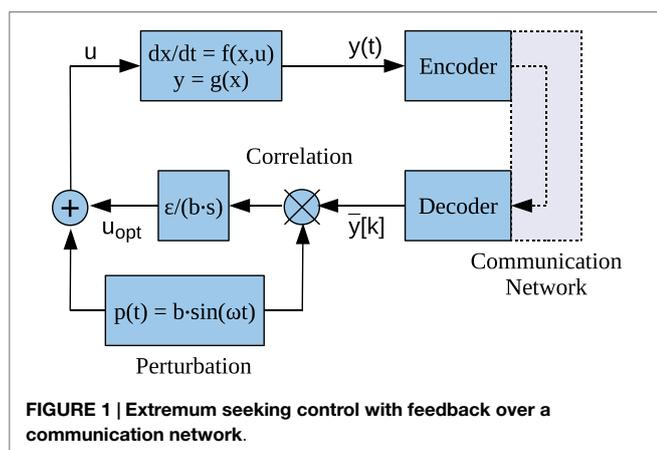 u
dx/dt = f(x,u)
y = g(x)
y(t)
Encoder
Correlation
+
u_opt
ε/(b·s)
ȳ[k]
Decoder
Communication
Network
p(t) = b·sin(ωt)
Perturbation
FIGURE 1 | Extremum seeking control with feedback over a
communication network.